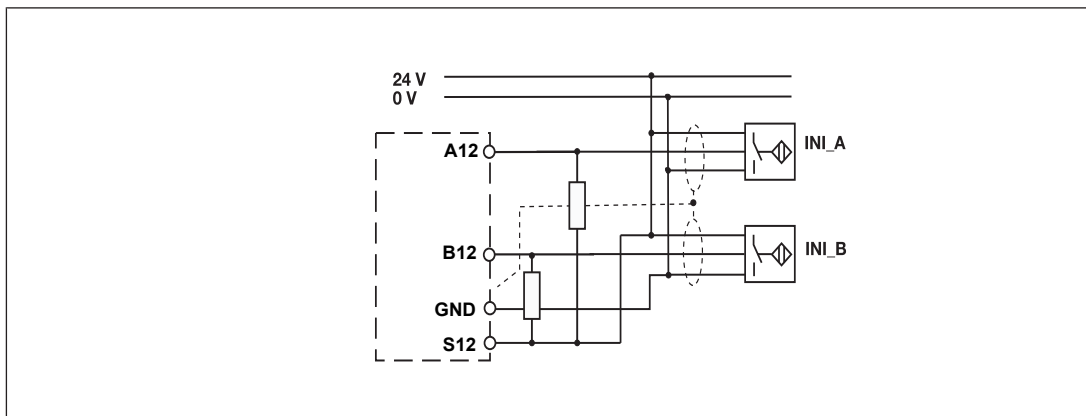 24 V
0 V
A12
INI_A
B12
INI_B
GND
S12